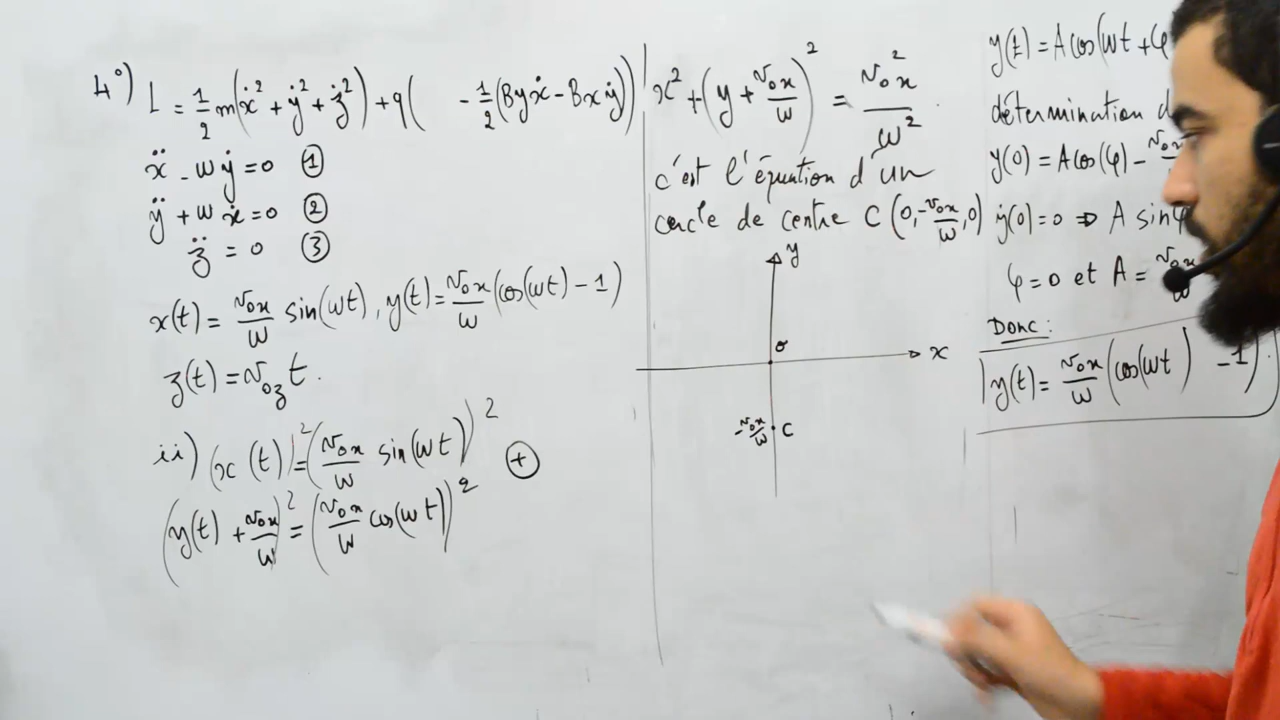 4°) L = 1/2 m(ẋ² + ẏ² + ż²) + q( - 1/2 (Byẋ - Bxẏ))
ẍ - ωẏ = 0 ①
ÿ + ωẋ = 0 ②
z̈ = 0 ③
x(t) = v₀ₓ/ω sin(ωt), y(t) = v₀ₓ/ω (cos(ωt) - 1)
z(t) = v₀z t.
ii) (x(t))² = (v₀ₓ/ω sin(ωt))² ⊕
(y(t) + v₀ₓ/ω)² = (v₀ₓ/ω cos(ωt))²
x² + (y + v₀ₓ/ω)² = v₀ₓ²/ω².
c'est l'équation d'un
cercle de centre C (0, -v₀ₓ/ω, 0)
y
o
x
-v₀ₓ/ω C
y(t) = A cos(ωt + φ
détermination d
y(0) = A cos(φ) - v₀ₓ
ẏ(0) = 0 ⇒ A sin φ
φ = 0 et A = v₀ₓ/ω
Donc :
y(t) = v₀ₓ/ω (cos(ωt) - 1)